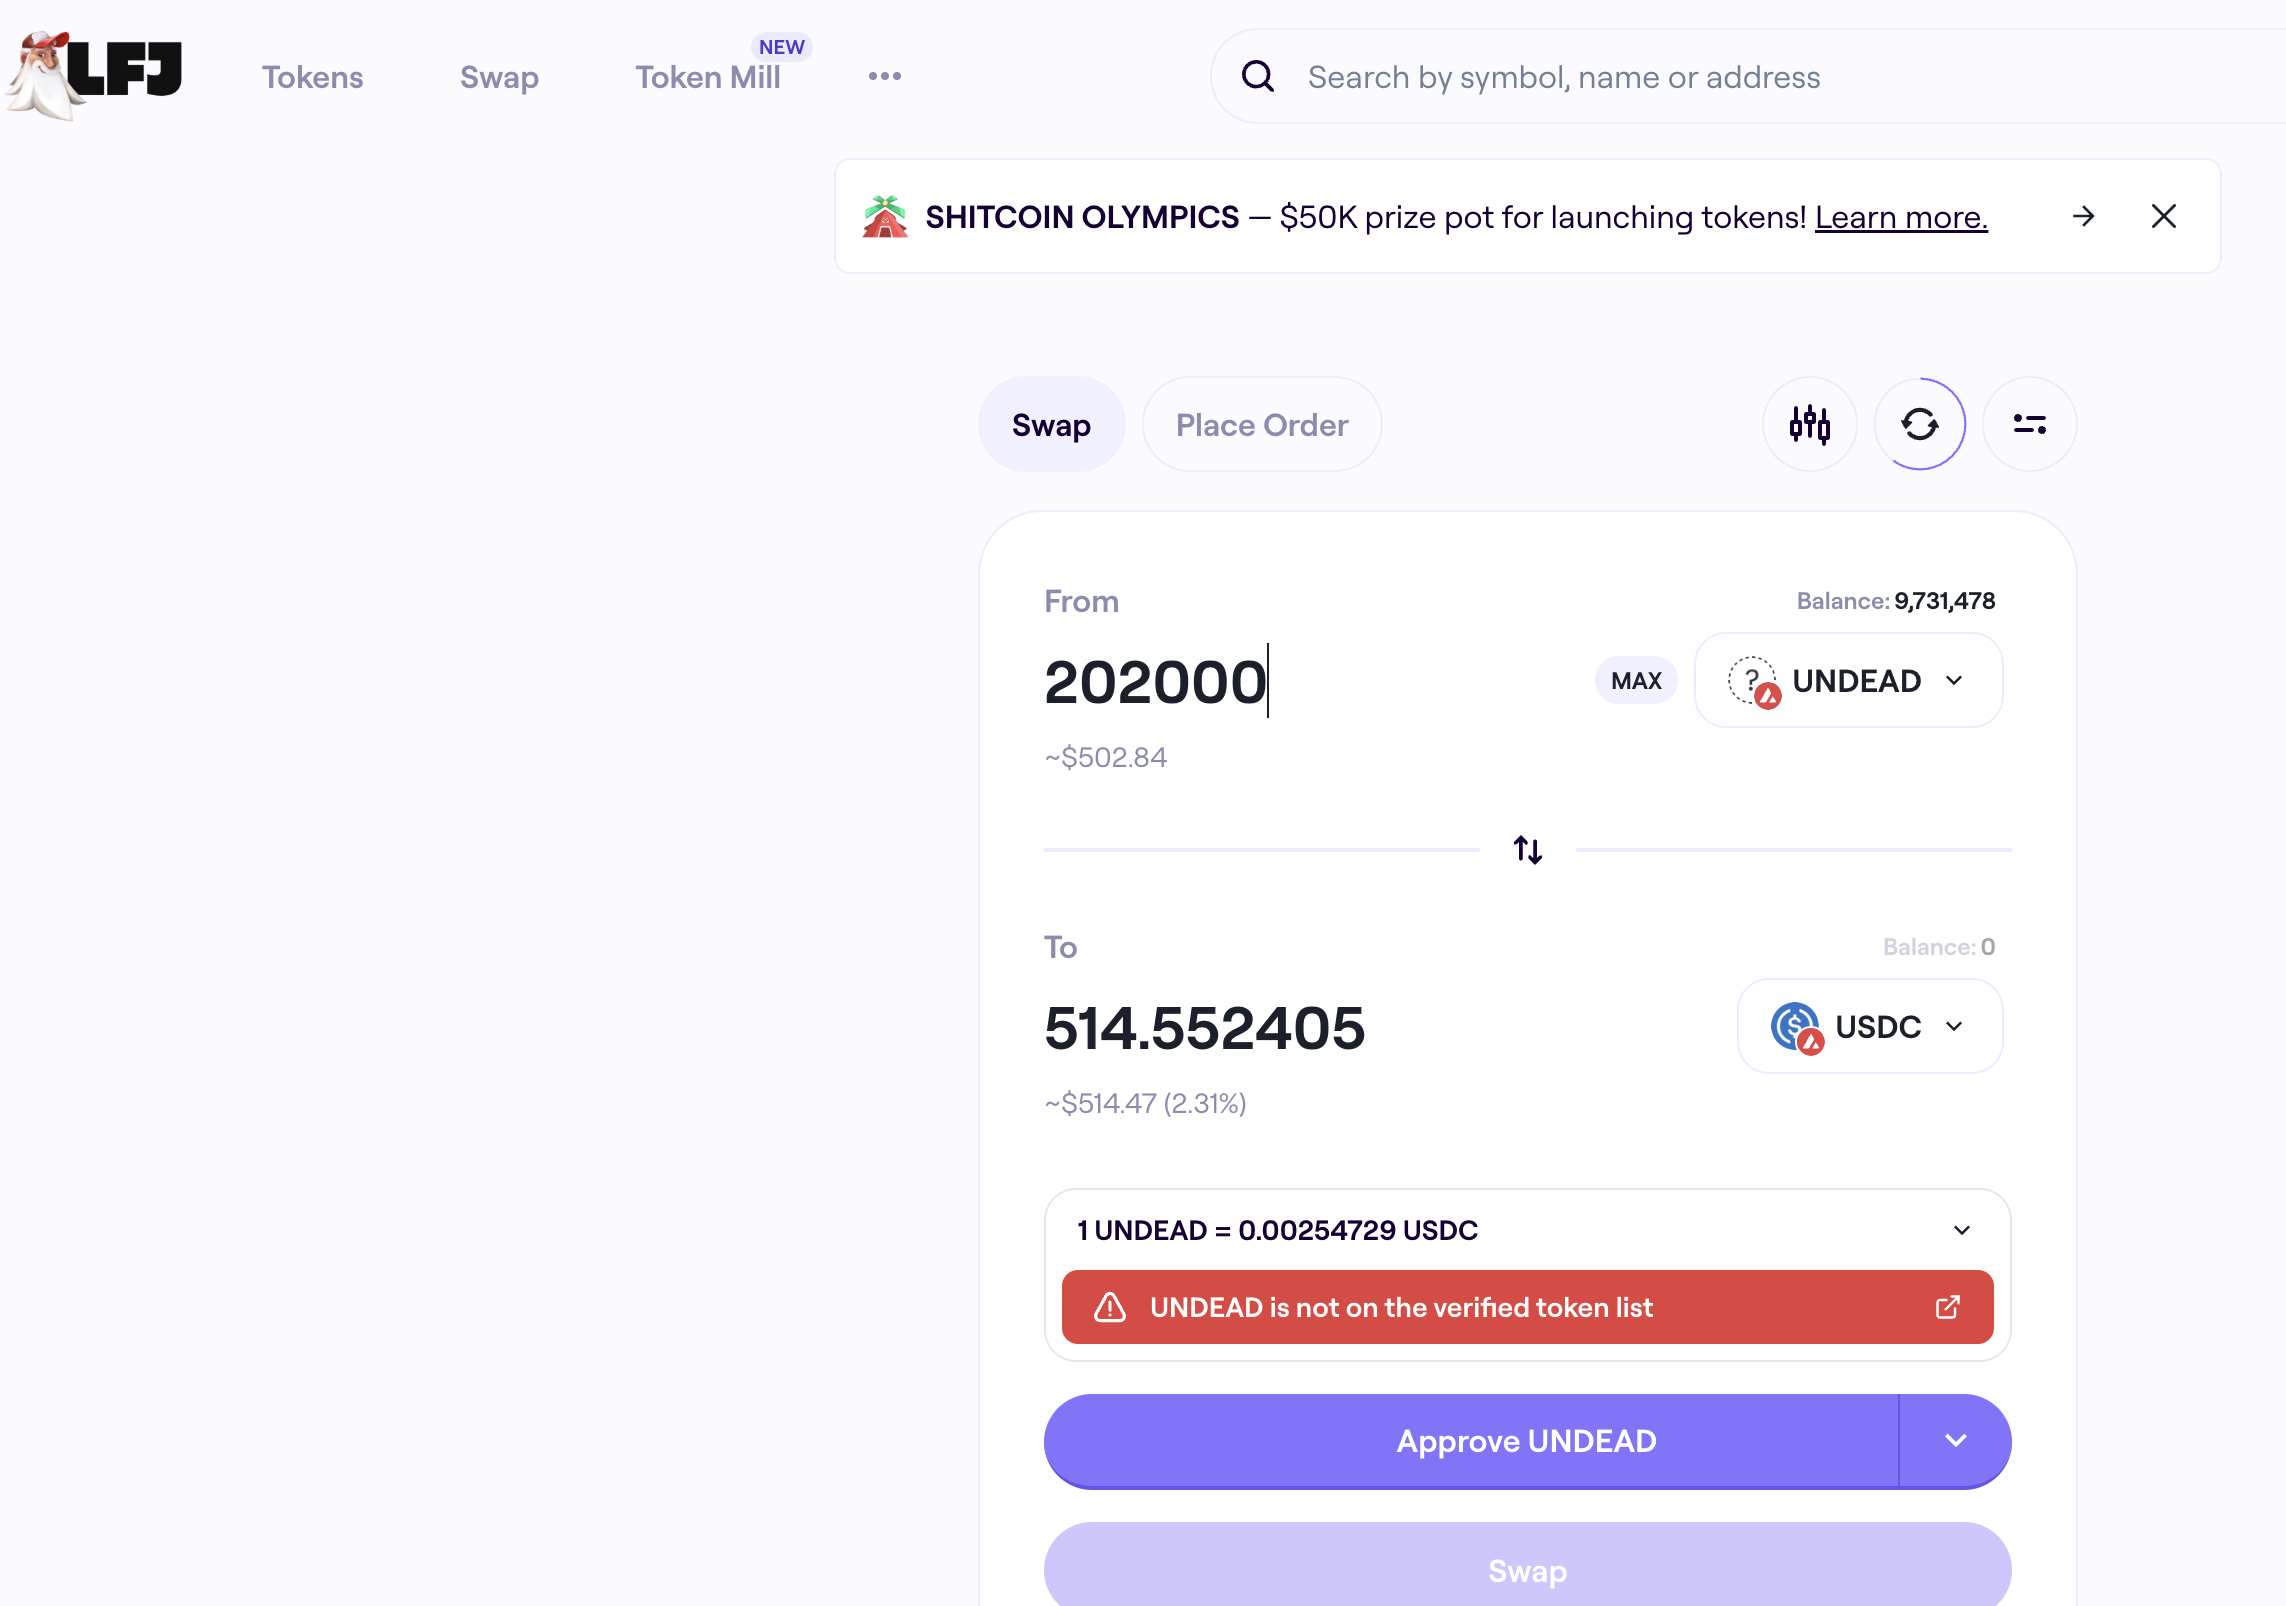 LFJ
Tokens
Swap
Token Mill
NEW
Search by symbol, name or address
SHITCOIN OLYMPICS — $50K prize pot for launching tokens! Learn more.
Swap
Place Order
From
Balance: 9,731,478
202000
MAX
? UNDEAD
~$502.84
To
Balance: 0
514.552405
USDC
~$514.47 (2.31%)
1 UNDEAD = 0.00254729 USDC
UNDEAD is not on the verified token list
Approve UNDEAD
Swap